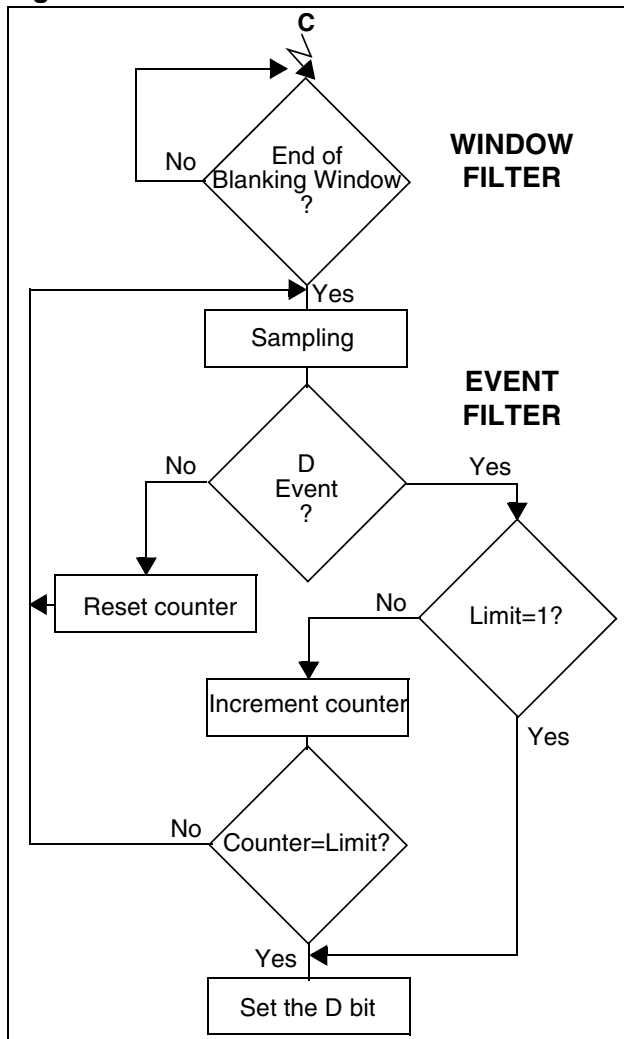 C
End of
Blanking Window
?
No
WINDOW
FILTER
Yes
Sampling
EVENT
FILTER
No
D
Event
?
Yes
Reset counter
No
Limit=1?
Increment counter
Yes
No
Counter=Limit?
Yes
Set the D bit